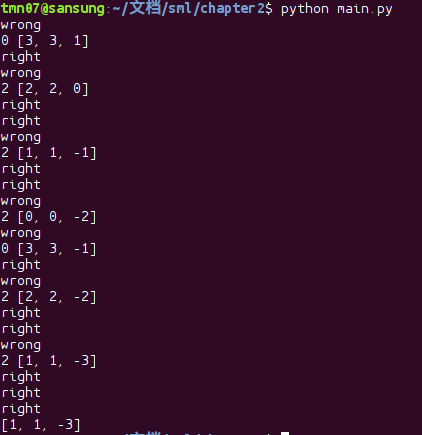 tmn07@sansung:~/文档/sml/chapter2$ python main.py
wrong
0 [3, 3, 1]
right
wrong
2 [2, 2, 0]
right
right
wrong
2 [1, 1, -1]
right
right
wrong
2 [0, 0, -2]
wrong
0 [3, 3, -1]
right
wrong
2 [2, 2, -2]
right
right
wrong
2 [1, 1, -3]
right
right
right
[1, 1, -3]